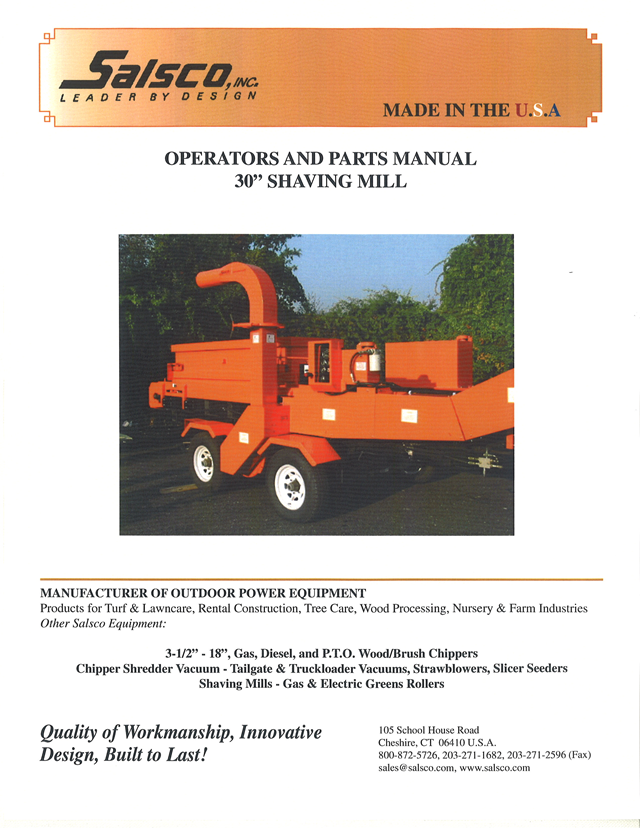 Salsco, INC.
LEADER BY DESIGN
MADE IN THE U.S.A
OPERATORS AND PARTS MANUAL
30” SHAVING MILL
MANUFACTURER OF OUTDOOR POWER EQUIPMENT
Products for Turf & Lawncare, Rental Construction, Tree Care, Wood Processing, Nursery & Farm Industries
Other Salsco Equipment:
3-1/2” - 18”, Gas, Diesel, and P.T.O. Wood/Brush Chippers
Chipper Shredder Vacuum - Tailgate & Truckloader Vacuums, Strawblowers, Slicer Seeders
Shaving Mills - Gas & Electric Greens Rollers
Quality of Workmanship, Innovative
Design, Built to Last!
105 School House Road
Cheshire, CT 06410 U.S.A.
800-872-5726, 203-271-1682, 203-271-2596 (Fax)
sales@salsco.com, www.salsco.com